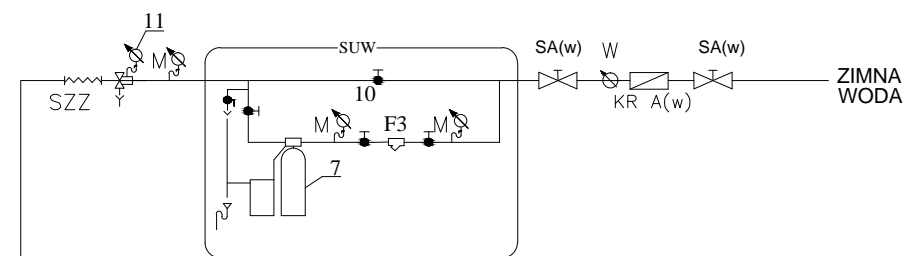 11
M
SZZ
SUW
10
M
F3
M
7
SA(w)
W
KR A(w)
SA(w)
ZIMNA
WODA